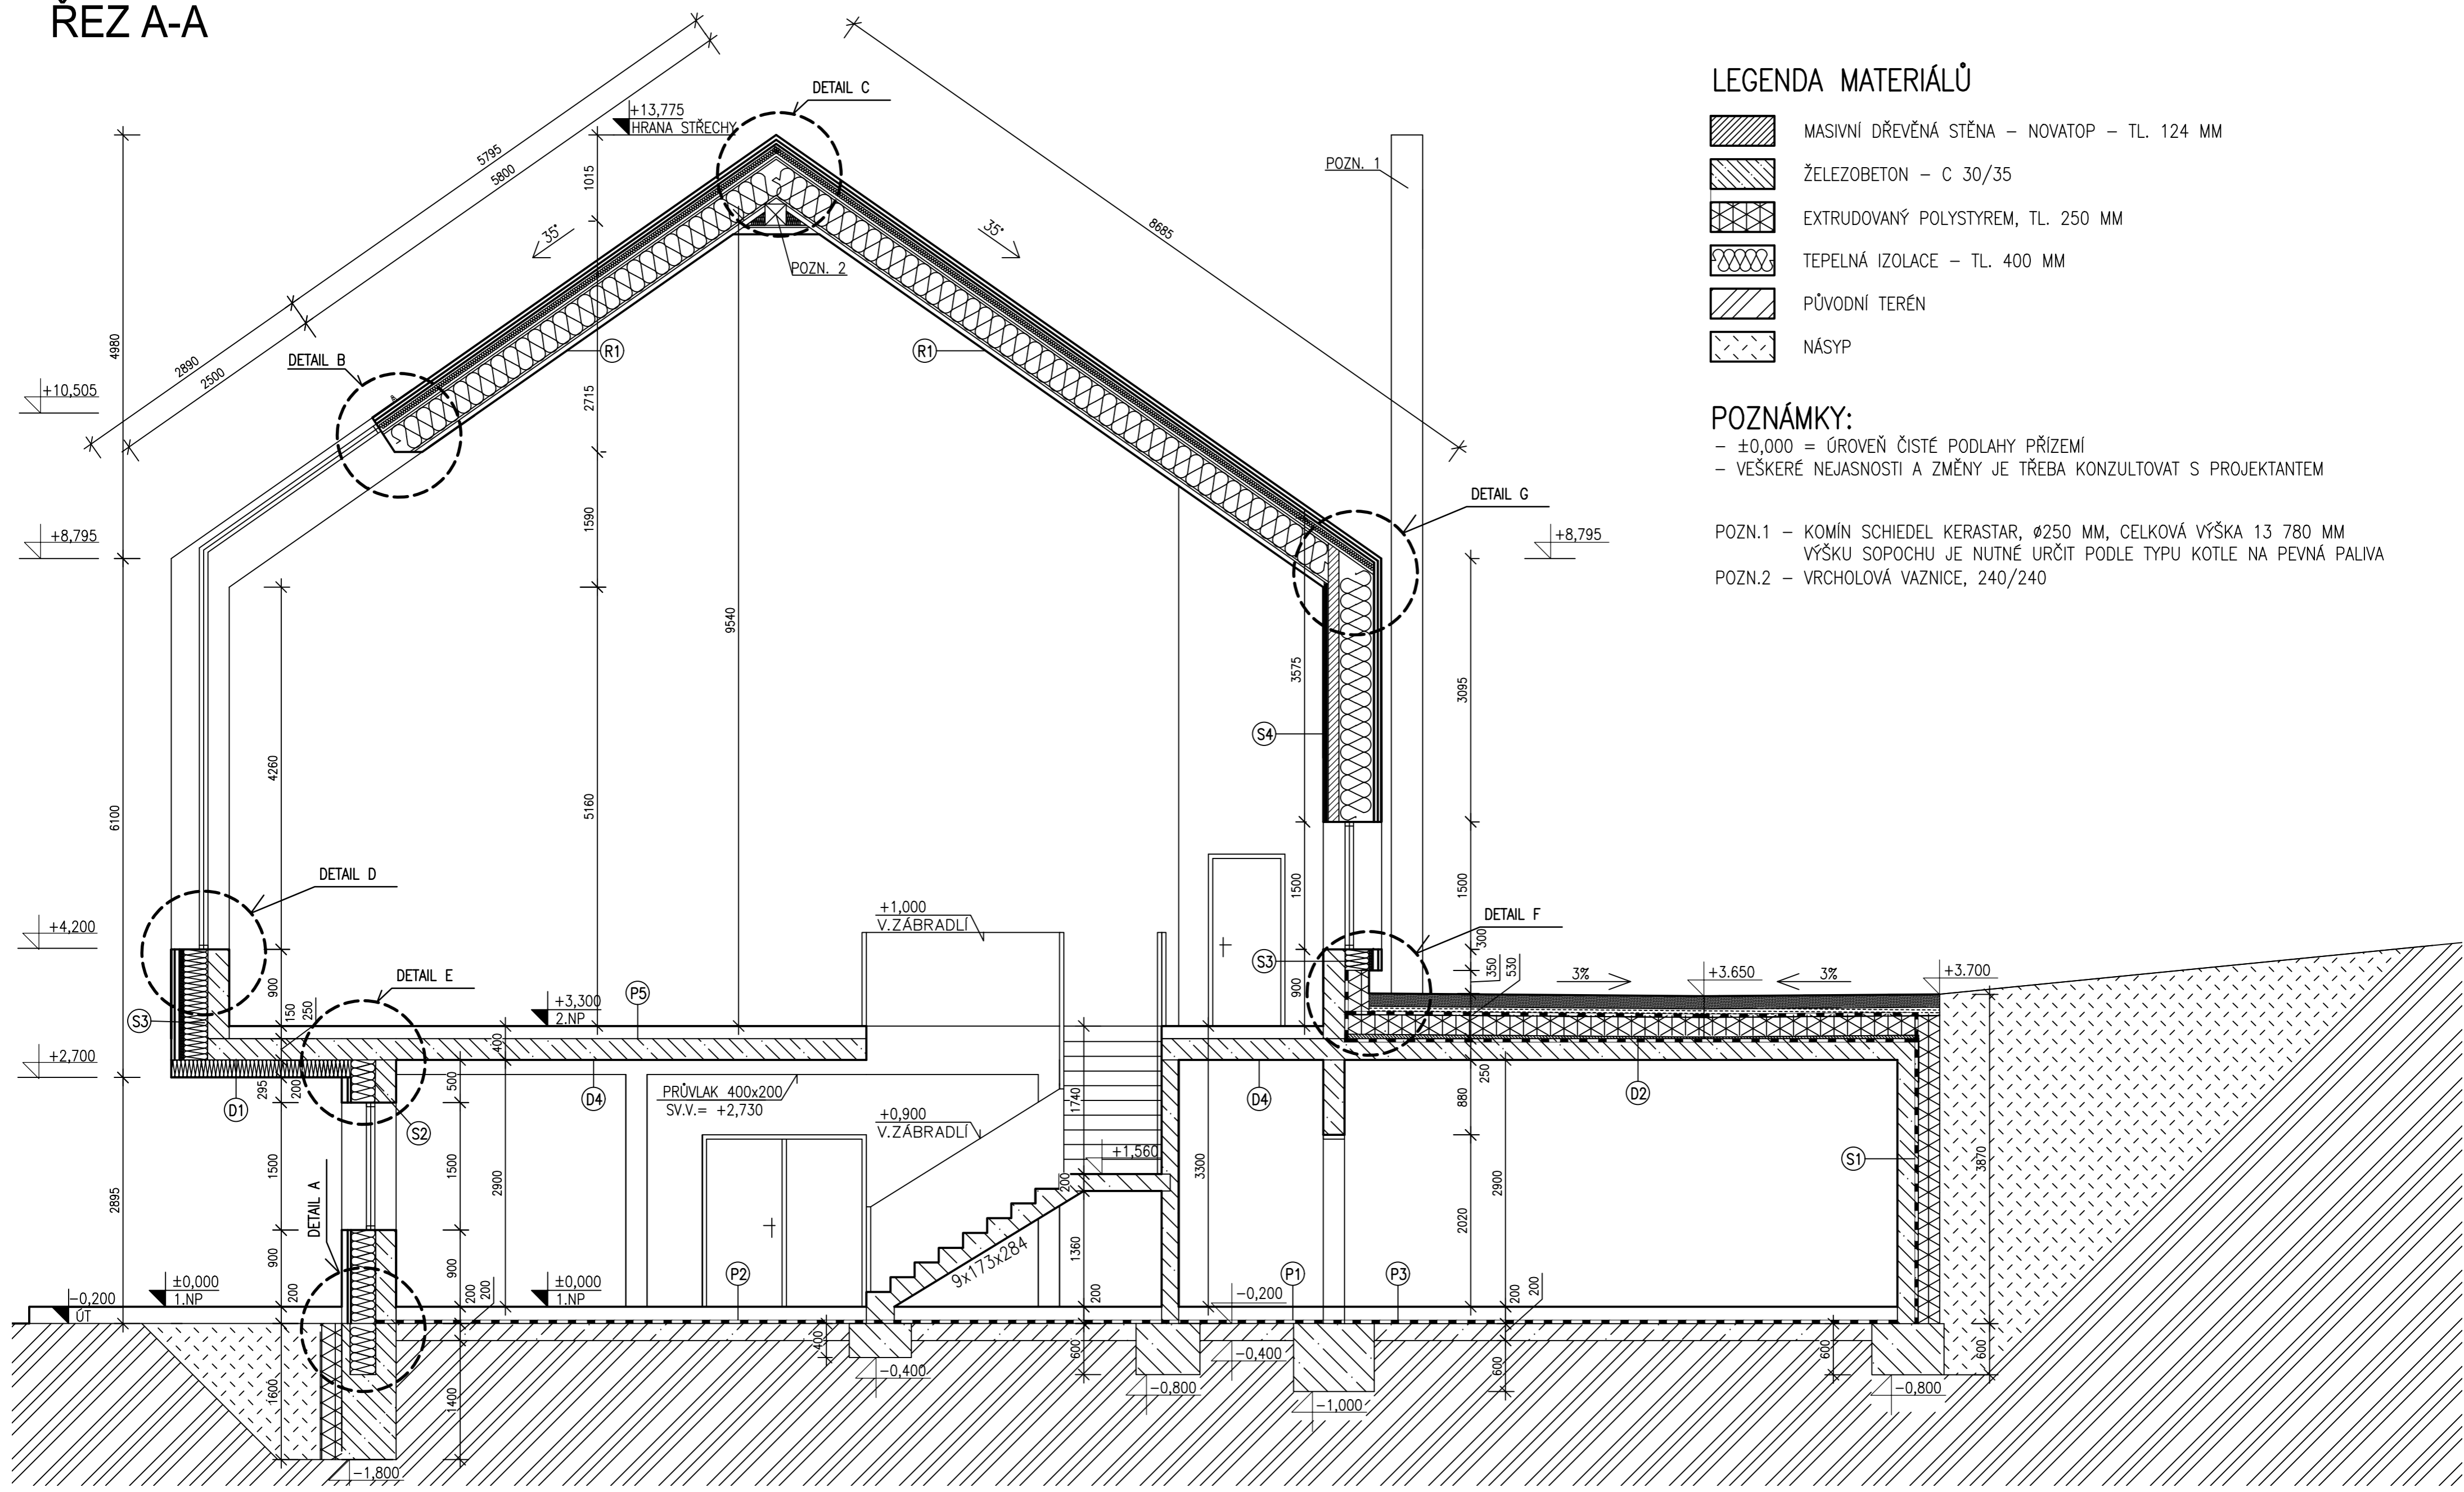 ŘEZ A-A
LEGENDA MATERIÁLŮ
MASIVNÍ DŘEVĚNÁ STĚNA – NOVATOP – TL. 124 MM
ŽELEZOBETON – C 30/35
EXTRUDOVANÝ POLYSTYREM, TL. 250 MM
TEPELNÁ IZOLACE – TL. 400 MM
PŮVODNÍ TERÉN
NÁSYP
POZNÁMKY:
– ±0,000 = ÚROVEŇ ČISTÉ PODLAHY PŘÍZEMÍ
– VEŠKERÉ NEJASNOSTI A ZMĚNY JE TŘEBA KONZULTOVAT S PROJEKTANTEM
POZN.1 – KOMÍN SCHIEDEL KERASTAR, ø250 MM, CELKOVÁ VÝŠKA 13 780 MM
VÝŠKU SOPOCHU JE NUTNÉ URČIT PODLE TYPU KOTLE NA PEVNÁ PALIVA
POZN.2 – VRCHOLOVÁ VAZNICE, 240/240
DETAIL C
+13,775
HRANA STŘECHY
5795
5800
8685
POZN. 1
1015
35°
35°
POZN. 2
2890
2500
DETAIL B
R1
R1
4980
+10,505
2715
+8,795
1590
DETAIL G
+8,795
9540
3575
3095
S4
4260
5160
6100
DETAIL D
1500
1500
+4,200
+1,000
V.ZÁBRADLÍ
DETAIL F
300
S3
DETAIL E
900
150
250
+3,300
2.NP
P5
900
350
530
3%
+3.650
3%
+3.700
S3
400
+2,700
295
200
D1
500
D4
PRŮVLAK 400x200
SV.V.= +2,730
S2
+0,900
V.ZÁBRADLÍ
1740
+1,560
D4
250
880
D2
2895
1500
1500
2900
200
3300
2900
2020
S1
3870
DETAIL A
900
900
1360
9x173x284
P2
P1
P3
±0,000
1.NP
200
200
200
±0,000
1.NP
200
-0,200
200
200
-0,200
ÚT
400
-0,400
600
-0,400
600
600
600
1600
1400
-0,800
-1,000
-0,800
-1,800